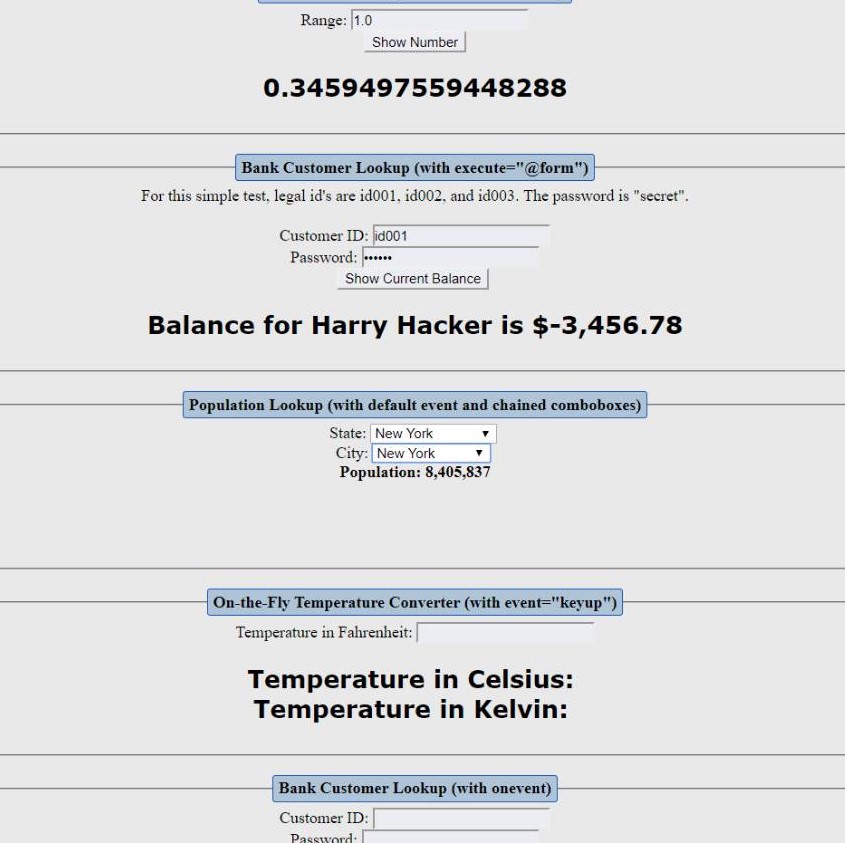 Range: 1.0
Show Number
0.3459497559448288
Bank Customer Lookup (with execute="@form")
For this simple test, legal id's are id001, id002, and id003. The password is "secret".
Customer ID: id001
Password: ••••••
Show Current Balance
Balance for Harry Hacker is $-3,456.78
Population Lookup (with default event and chained comboboxes)
State: New York
City: New York
Population: 8,405,837
On-the-Fly Temperature Converter (with event="keyup")
Temperature in Fahrenheit:
Temperature in Celsius:
Temperature in Kelvin:
Bank Customer Lookup (with onevent)
Customer ID:
Password: